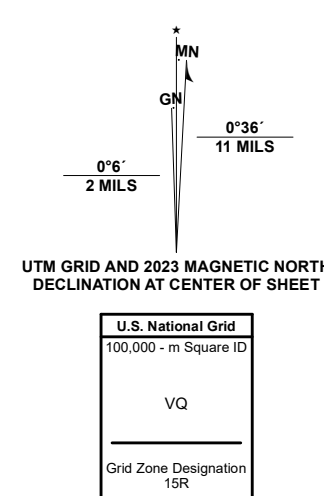 ★
MN
GN
0°36´
11 MILS
0°6´
2 MILS
UTM GRID AND 2023 MAGNETIC NORTH
DECLINATION AT CENTER OF SHEET
U.S. National Grid
100,000 - m Square ID
VQ
Grid Zone Designation
15R